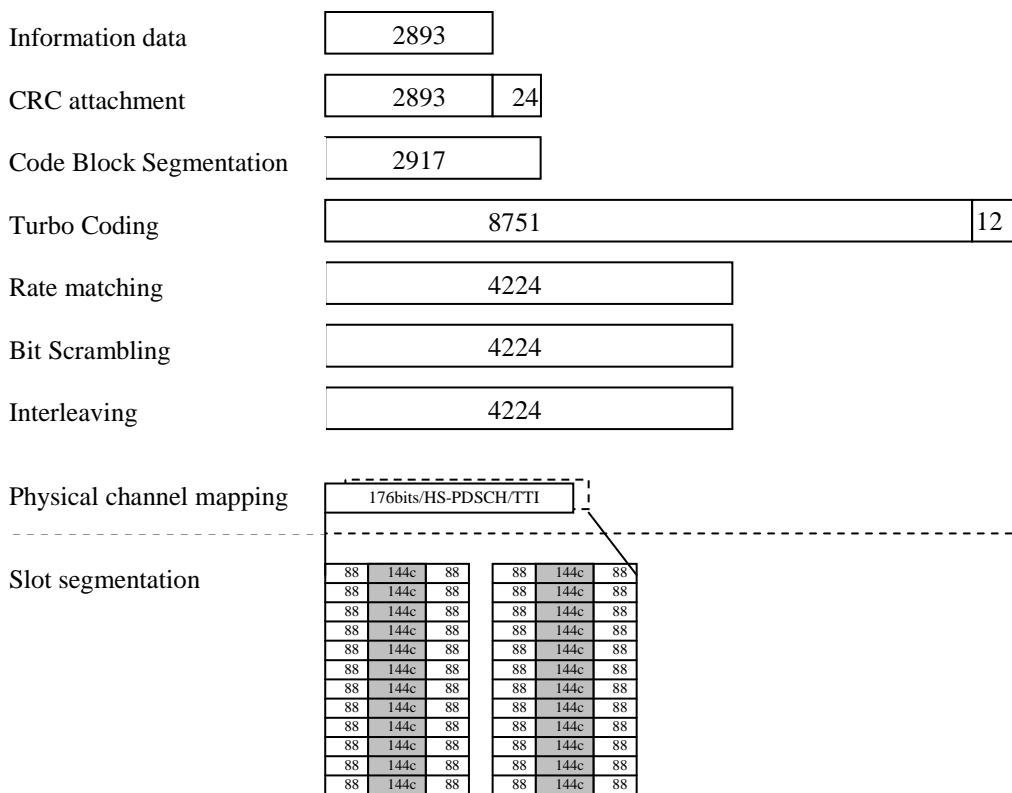 Information data 2893
CRC attachment 2893 24
Code Block Segmentation 2917
Turbo Coding 8751 12
Rate matching 4224
Bit Scrambling 4224
Interleaving 4224
Physical channel mapping 176bits/HS-PDSCH/TTI
Slot segmentation
88 144c 88 88 144c 88
88 144c 88 88 144c 88
88 144c 88 88 144c 88
88 144c 88 88 144c 88
88 144c 88 88 144c 88
88 144c 88 88 144c 88
88 144c 88 88 144c 88
88 144c 88 88 144c 88
88 144c 88 88 144c 88
88 144c 88 88 144c 88
88 144c 88 88 144c 88
88 144c 88 88 144c 88